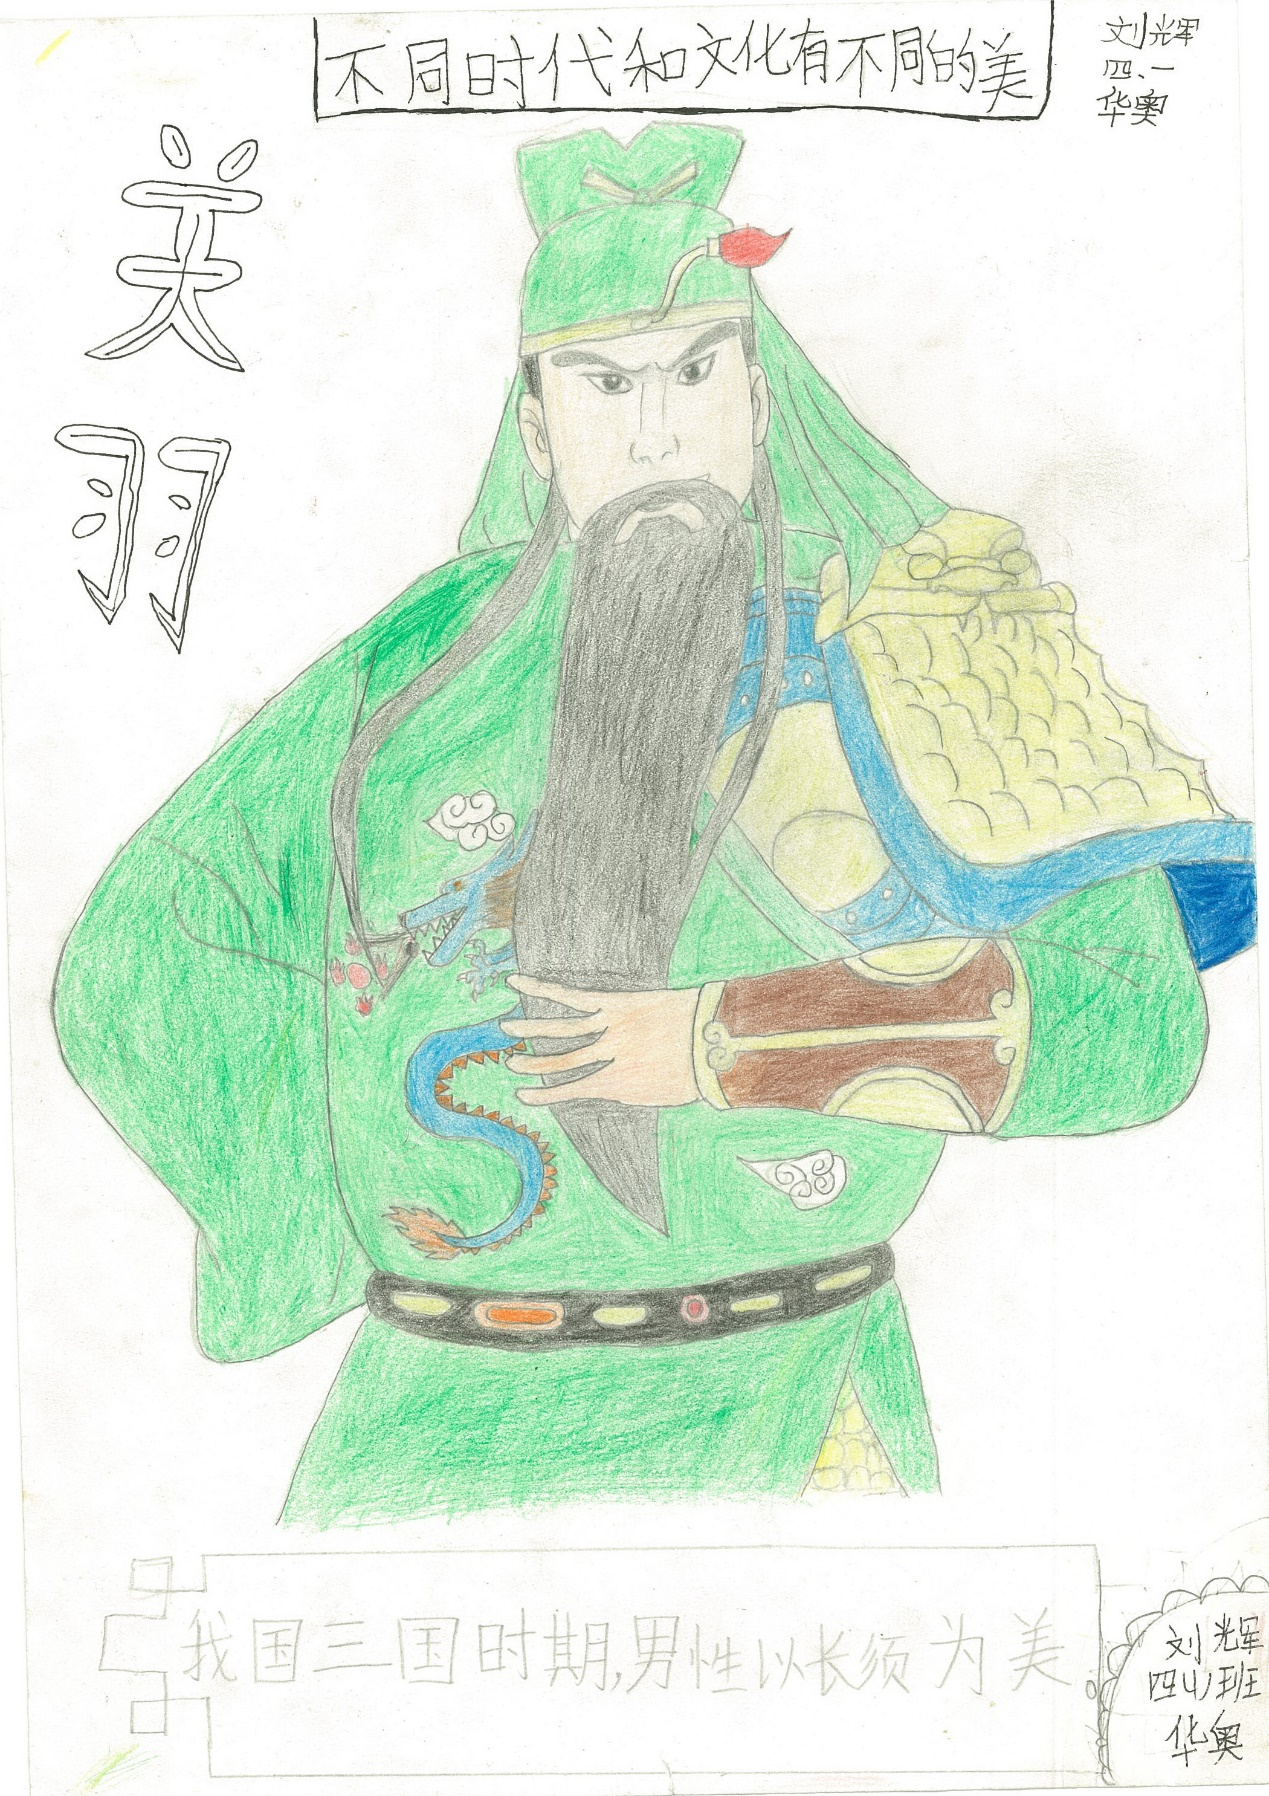 不同时代和文化有不同的美
刘光辉
四、一
华奥
关羽
我国三国时期,男性以长须为美
刘光辉
四(1)班
华奥